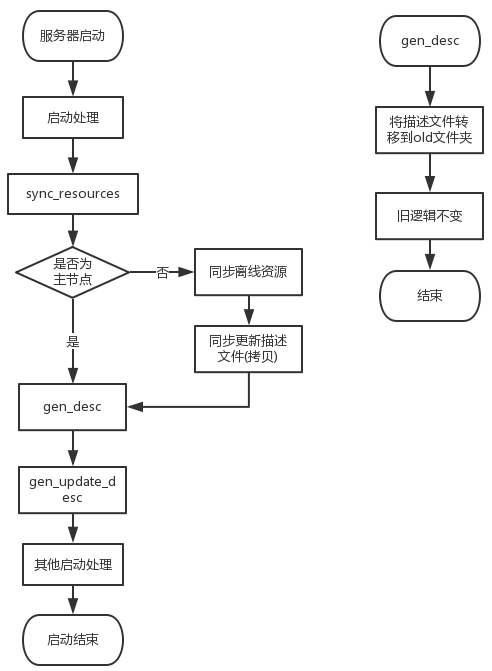 服务器启动
启动处理
sync_resources
是否为
主节点
否
同步离线资源
同步更新描述
文件(拷贝)
是
gen_desc
gen_update_d
esc
其他启动处理
启动结束
gen_desc
将描述文件转
移到old文件夹
旧逻辑不变
结束